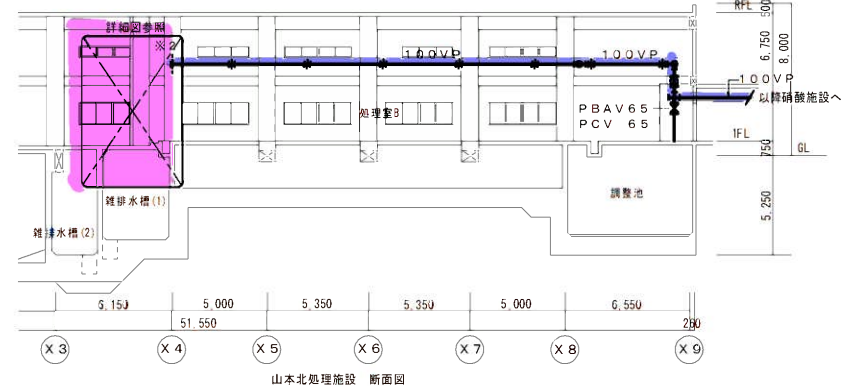 詳細図参照
※2
100VP
100VP
100VP
以降硝酸施設へ
PBAV65
PCV 65
処理室B
RFL
500
6,750
8,000
1FL
GL
750
5,250
調整池
雑排水槽(1)
雑排水槽(2)
6,150
5,000
5,350
5,350
5,000
6,550
51,550
200
X3
X4
X5
X6
X7
X8
X9
山本北処理施設 断面図